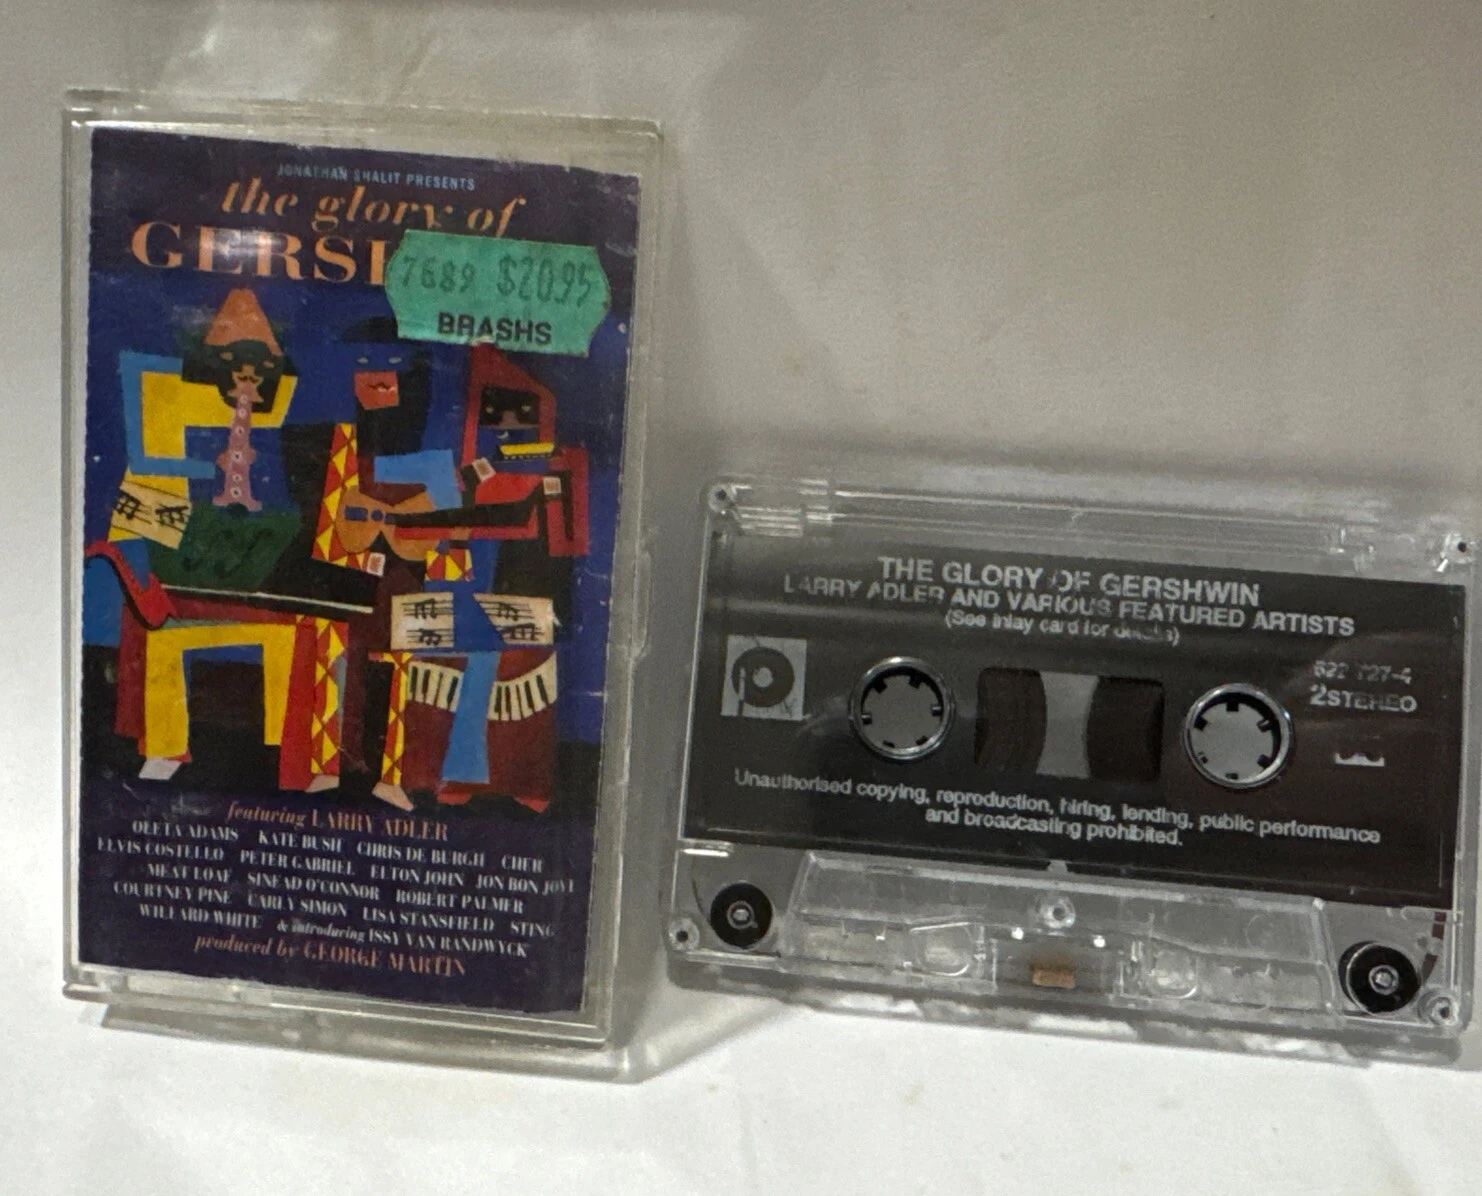 JONATHAN SHALIT PRESENTS
the glory of
GERSH
7689 $20.95
BRASHS
featuring LARRY ADLER
OLETA ADAMS KATE BUSH CHRIS DE BURGH CHER
ELVIS COSTELLO PETER GABRIEL ELTON JOHN JON BON JOVI
MEAT LOAF SINEAD O'CONNOR ROBERT PALMER
COURTNEY PINE CARLY SIMON LISA STANSFIELD STING
WILLARD WHITE & introducing ISSY VAN RANDWYCK
produced by GEORGE MARTIN
THE GLORY OF GERSHWIN
LARRY ADLER AND VARIOUS FEATURED ARTISTS
(See inlay card for details)
522 727-4
2STEREO
Unauthorised copying, reproduction, hiring, lending, public performance
and broadcasting prohibited.